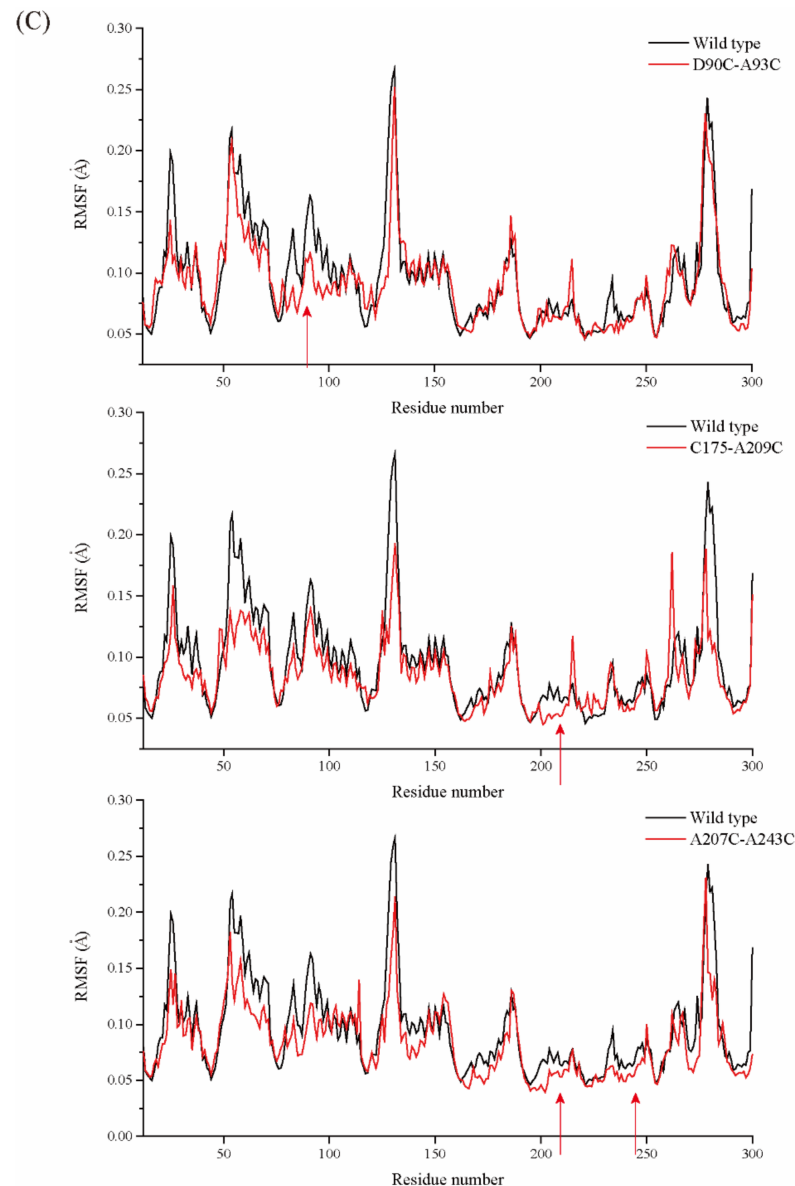 (C)
0.30
0.25
0.20
0.15
0.10
0.05
RMSF (Å)
Wild type
D90C-A93C
50 100 150 200 250 300
Residue number
0.30
0.25
0.20
0.15
0.10
0.05
RMSF (Å)
Wild type
C175-A209C
50 100 150 200 250 300
Residue number
0.30
0.25
0.20
0.15
0.10
0.05
0.00
RMSF (Å)
Wild type
A207C-A243C
50 100 150 200 250 300
Residue number